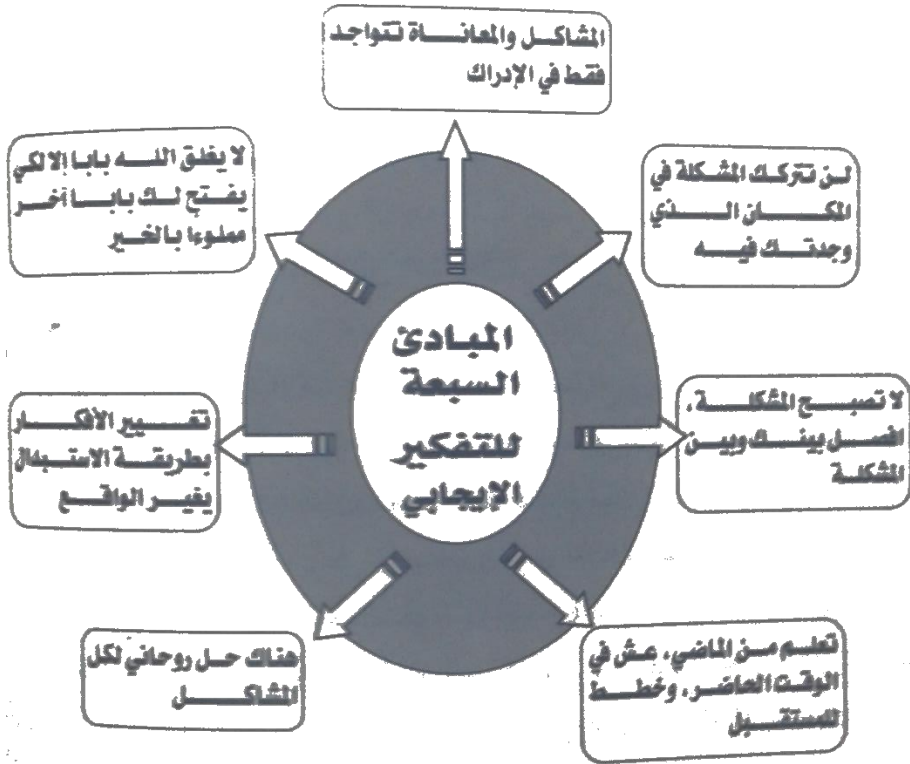 المشاكل والمعاناة تتواجد
فقط في الإدراك
لن تتركك المشكلة في
المكان الذي
وجدتك فيه
لا تصبح المشكلة،
افصل بينك وبين
المشكلة
تعلم من الماضي، عش في
الوقت الحاضر، وخطط
للمستقبل
هناك حل روحاني لكل
المشاكل
تغيير الأفكار
بطريقة الاستبدال
يغير الواقع
لا يغلق الله بابا إلا لكي
يفتح لك بابا آخر
مملوءا بالخير
المبادئ
السبعة
للتفكير
الإيجابي